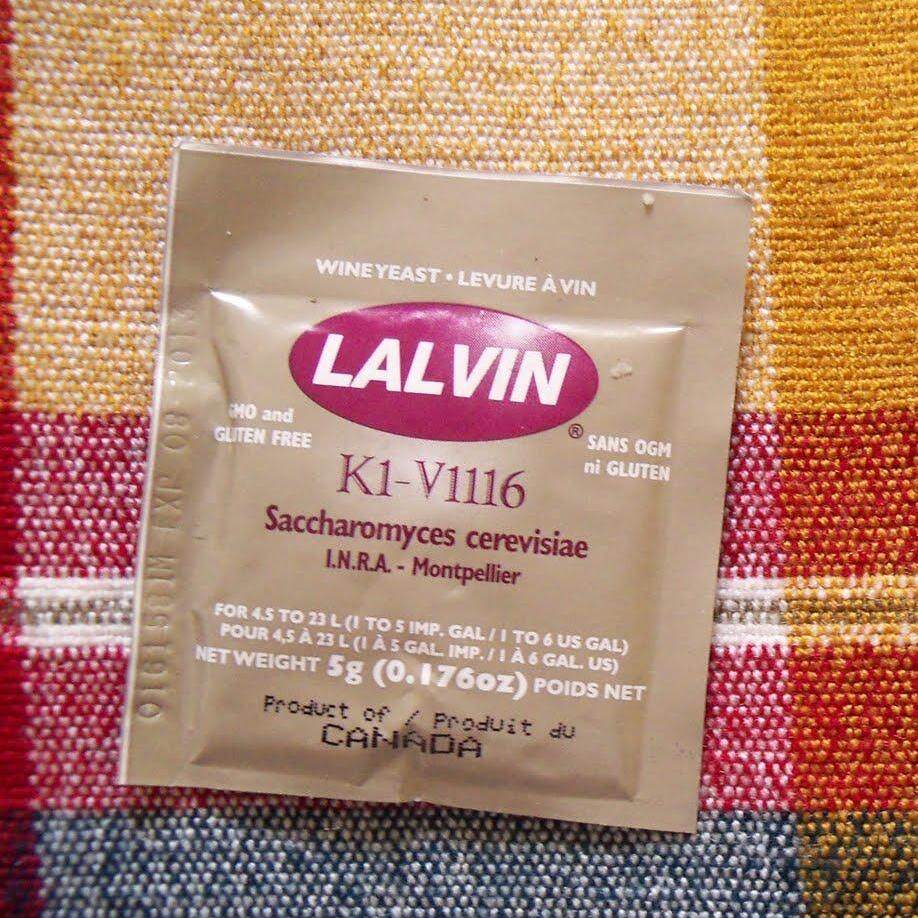 WINE YEAST • LEVURE À VIN
LALVIN
®
GMO and
GLUTEN FREE
SANS OGM
ni GLUTEN
K1-V1116
Saccharomyces cerevisiae
I.N.R.A. - Montpellier
FOR 4.5 TO 23 L (1 TO 5 IMP. GAL / 1 TO 6 US GAL)
POUR 4,5 À 23 L (1 À 5 GAL. IMP. / 1 À 6 GAL. US)
NET WEIGHT 5g (0.176oz) POIDS NET
Product of / Produit du
CANADA
EXP 08